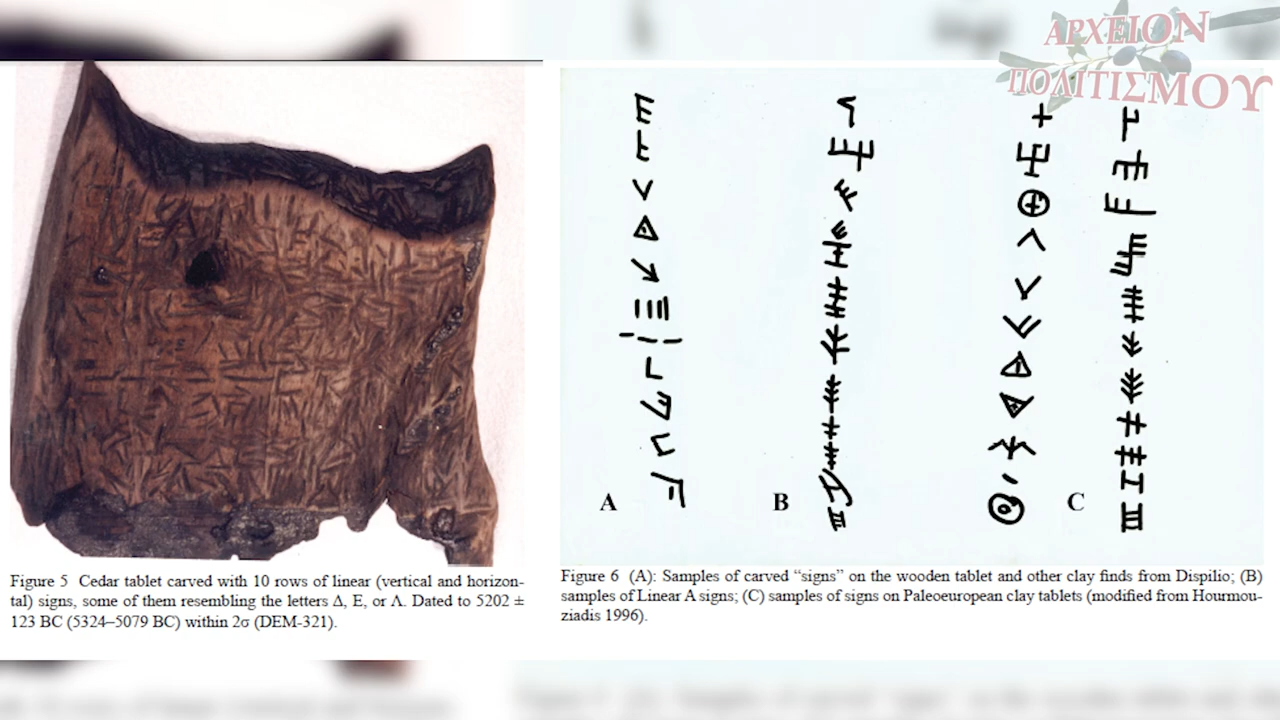 ΑΡΧΕΙΟΝ
ΠΟΛΙΤΙΣΜΟΥ
A
B
C
Figure 5 Cedar tablet carved with 10 rows of linear (vertical and horizon-
tal) signs, some of them resembling the letters Δ, E, or Λ. Dated to 5202 ±
123 BC (5324–5079 BC) within 2σ (DEM-321).
Figure 6 (A): Samples of carved “signs” on the wooden tablet and other clay finds from Dispilio; (B)
samples of Linear A signs; (C) samples of signs on Paleoeuropean clay tablets (modified from Hourmou-
ziadis 1996).